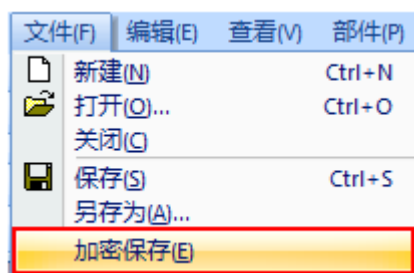 文件(F) 编辑(E) 查看(V) 部件(P)
新建(N) Ctrl+N
打开(O)... Ctrl+O
关闭(C)
保存(S) Ctrl+S
另存为(A)...
加密保存(E)